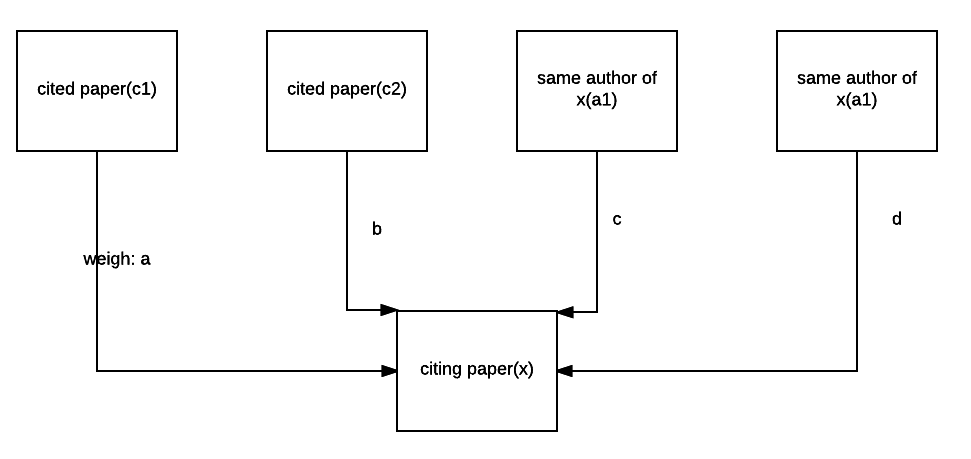 cited paper(c1)
cited paper(c2)
same author of
x(a1)
same author of
x(a1)
weigh: a
b
c
d
citing paper(x)